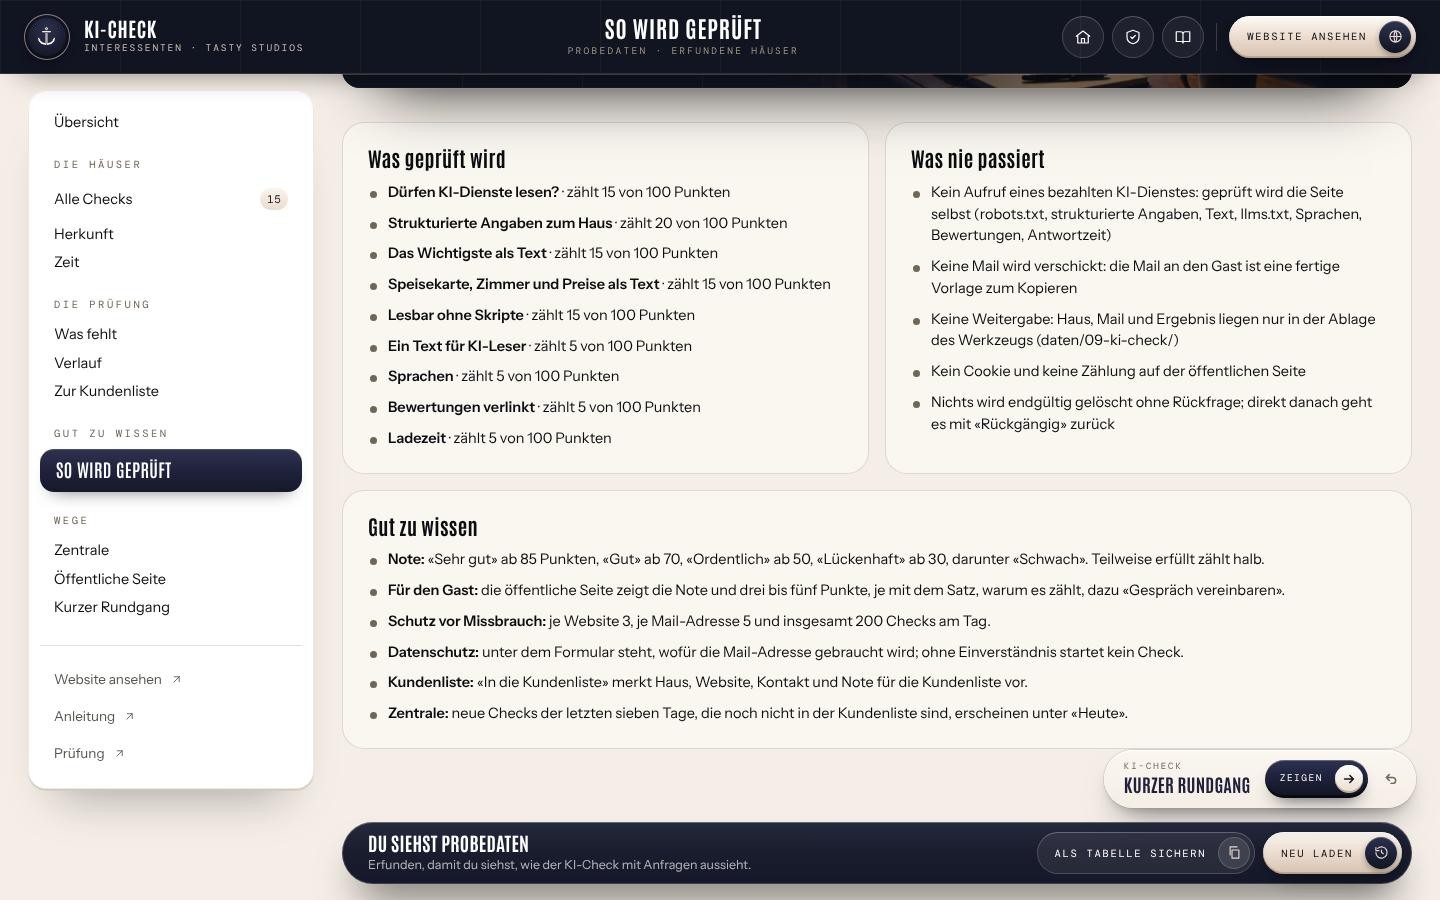 KI-CHECK
INTERESSENTEN · TASTY STUDIOS
SO WIRD GEPRÜFT
PROBEDATEN · ERFUNDENE HÄUSER
WEBSITE ANSEHEN
Übersicht
DIE HÄUSER
Alle Checks
15
Herkunft
Zeit
DIE PRÜFUNG
Was fehlt
Verlauf
Zur Kundenliste
GUT ZU WISSEN
SO WIRD GEPRÜFT
WEGE
Zentrale
Öffentliche Seite
Kurzer Rundgang
Website ansehen
Anleitung
Prüfung
Was geprüft wird
Dürfen KI-Dienste lesen? · zählt 15 von 100 Punkten
Strukturierte Angaben zum Haus · zählt 20 von 100 Punkten
Das Wichtigste als Text · zählt 15 von 100 Punkten
Speisekarte, Zimmer und Preise als Text · zählt 15 von 100 Punkten
Lesbar ohne Skripte · zählt 15 von 100 Punkten
Ein Text für KI-Leser · zählt 5 von 100 Punkten
Sprachen · zählt 5 von 100 Punkten
Bewertungen verlinkt · zählt 5 von 100 Punkten
Ladezeit · zählt 5 von 100 Punkten
Was nie passiert
Kein Aufruf eines bezahlten KI-Dienstes: geprüft wird die Seite
selbst (robots.txt, strukturierte Angaben, Text, llms.txt, Sprachen,
Bewertungen, Antwortzeit)
Keine Mail wird verschickt: die Mail an den Gast ist eine fertige
Vorlage zum Kopieren
Keine Weitergabe: Haus, Mail und Ergebnis liegen nur in der Ablage
des Werkzeugs (daten/09-ki-check/)
Kein Cookie und keine Zählung auf der öffentlichen Seite
Nichts wird endgültig gelöscht ohne Rückfrage; direkt danach geht
es mit «Rückgängig» zurück
Gut zu wissen
Note: «Sehr gut» ab 85 Punkten, «Gut» ab 70, «Ordentlich» ab 50, «Lückenhaft» ab 30, darunter «Schwach». Teilweise erfüllt zählt halb.
Für den Gast: die öffentliche Seite zeigt die Note und drei bis fünf Punkte, je mit dem Satz, warum es zählt, dazu «Gespräch vereinbaren».
Schutz vor Missbrauch: je Website 3, je Mail-Adresse 5 und insgesamt 200 Checks am Tag.
Datenschutz: unter dem Formular steht, wofür die Mail-Adresse gebraucht wird; ohne Einverständnis startet kein Check.
Kundenliste: «In die Kundenliste» merkt Haus, Website, Kontakt und Note für die Kundenliste vor.
Zentrale: neue Checks der letzten sieben Tage, die noch nicht in der Kundenliste sind, erscheinen unter «Heute».
KI-CHECK
KURZER RUNDGANG
ZEIGEN
DU SIEHST PROBEDATEN
Erfunden, damit du siehst, wie der KI-Check mit Anfragen aussieht.
ALS TABELLE SICHERN
NEU LADEN